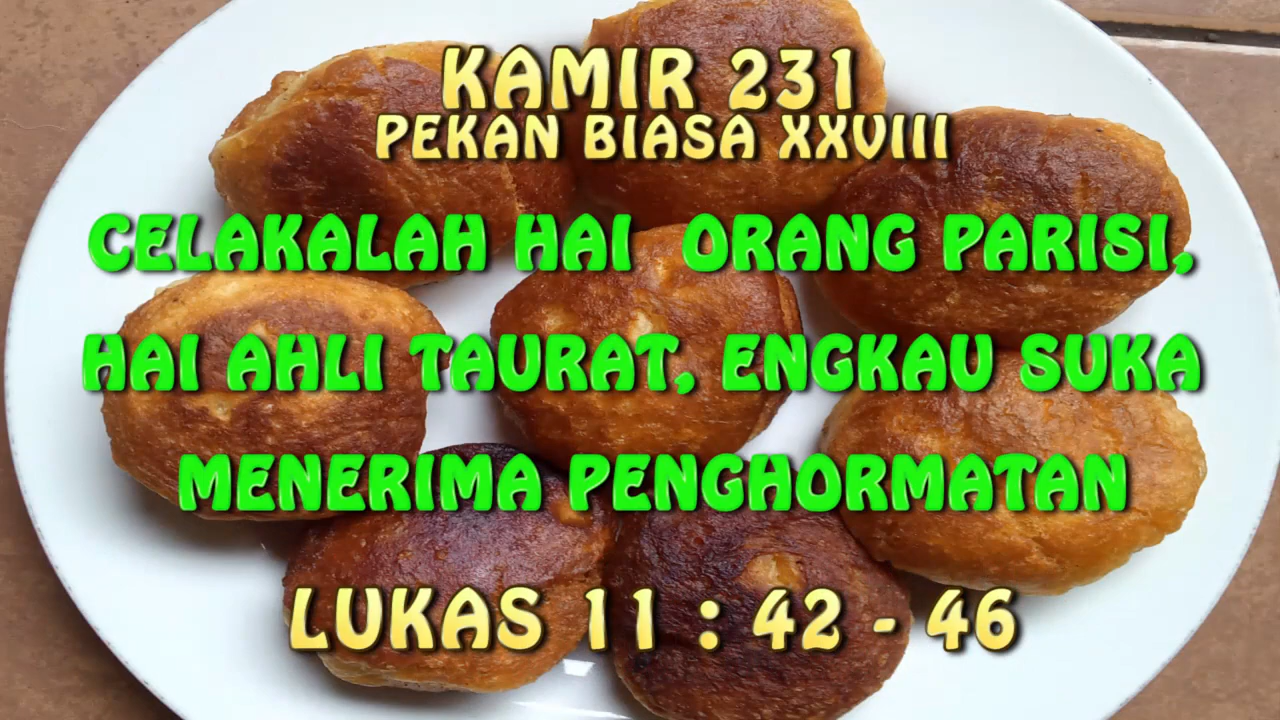 KAMIR 231
PEKAN BIASA XXVIII
CELAKALAH HAI ORANG PARISI,
HAI AHLI TAURAT, ENGKAU SUKA
MENERIMA PENGHORMATAN
LUKAS 11 : 42 - 46